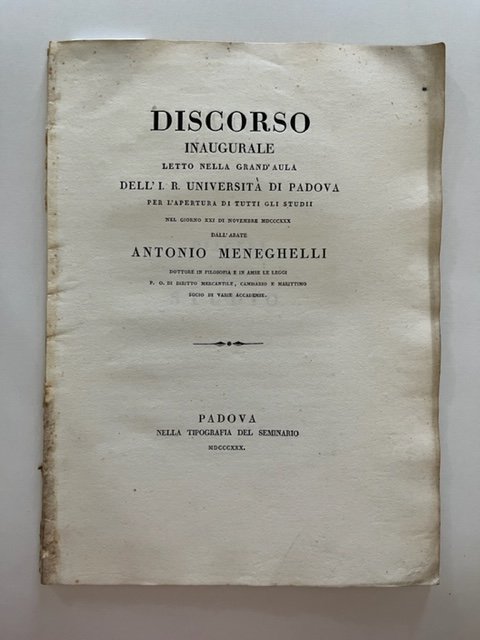 DISCORSO
INAUGURALE
LETTO NELLA GRAND' AULA
DELL' I. R. UNIVERSITÀ DI PADOVA
PER L'APERTURA DI TUTTI GLI STUDII
NEL GIORNO XXI DI NOVEMBRE MDCCCXXX
DALL'ABATE
ANTONIO MENEGHELLI
DOTTORE IN FILOSOFIA E IN AMBE LE LEGGI
P. O. DI DIRITTO MERCANTILE, CAMBIARIO E MARITTIMO
SOCIO DI VARIE ACCADEMIE.
PADOVA
NELLA TIPOGRAFIA DEL SEMINARIO
MDCCCXXX.